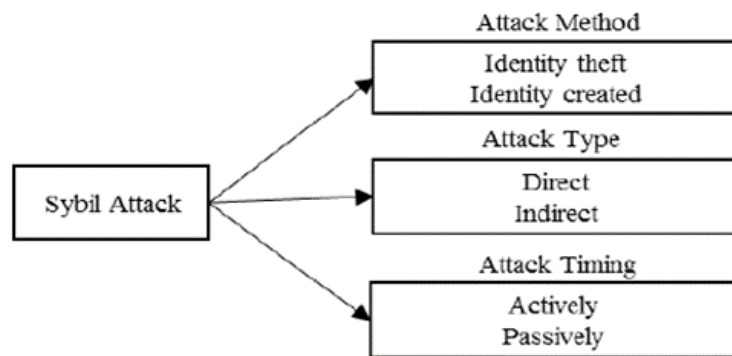 Attack Method
Identity theft
Identity created
Attack Type
Sybil Attack
Direct
Indirect
Attack Timing
Actively
Passively